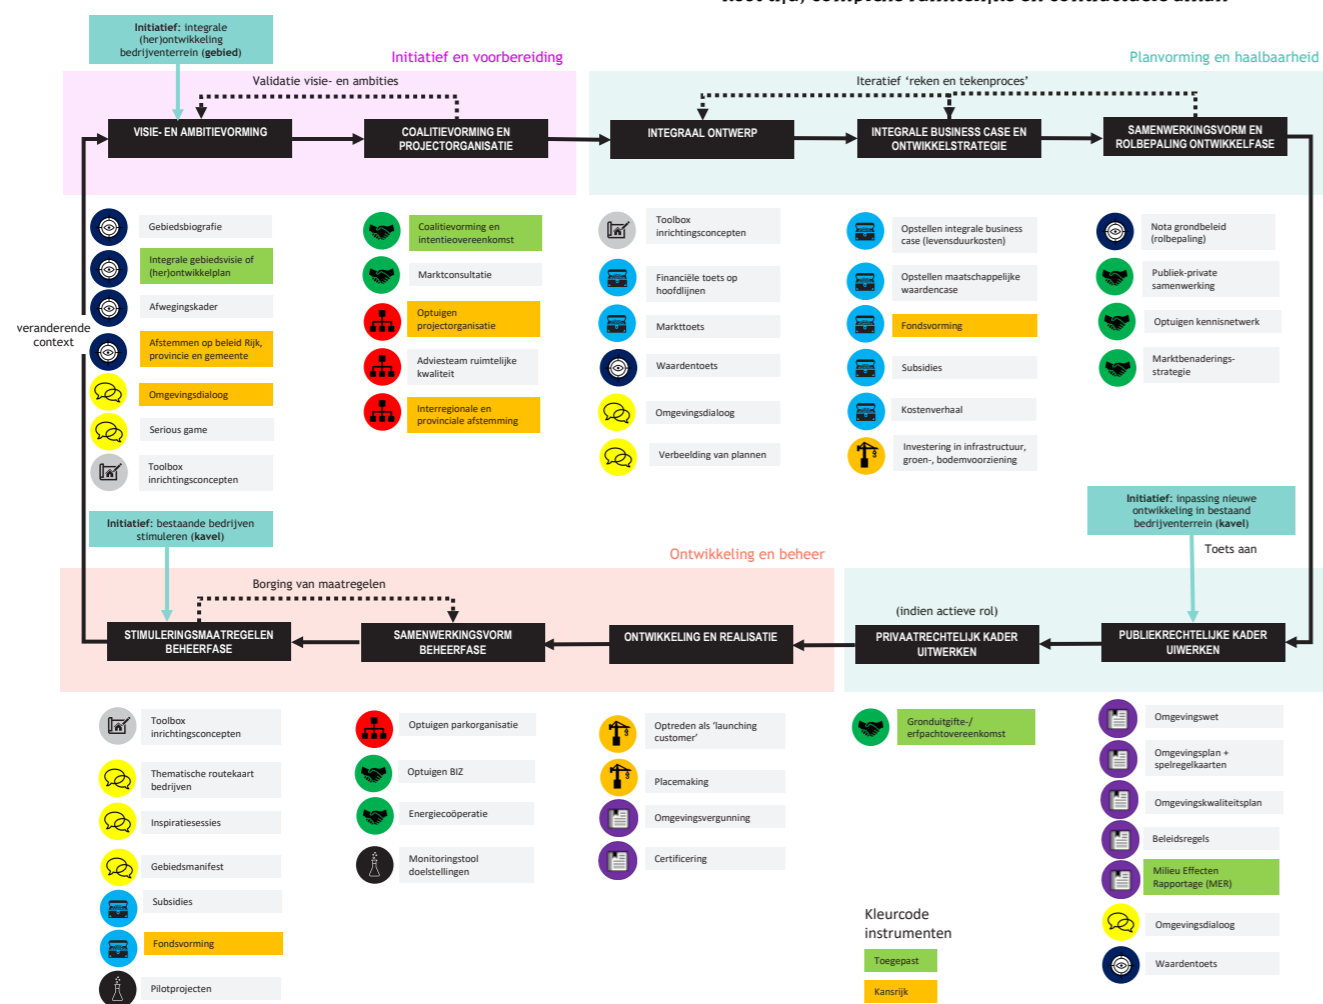 Initiatief: integrale
(her)ontwikkeling
bedrijventerrein (gebied)
Initiatief en voorbereiding
Planvorming en haalbaarheid
Validatie visie- en ambities
Iteratief ‘reken en tekenproces’
VISIE- EN AMBITIEVORMING
COALITIEVORMING EN
PROJECTORGANISATIE
INTEGRAAL ONTWERP
INTEGRALE BUSINESS CASE EN
ONTWIKKELSTRATEGIE
SAMENWERKINGSVORM EN
ROLBEPALING ONTWIKKELFASE
veranderende
context
Gebiedsbiografie
Integrale gebiedsvisie of
(her)ontwikkelplan
Afwegingskader
Afstemmen op beleid Rijk,
provincie en gemeente
Omgevingsdialoog
Serious game
Toolbox
inrichtingsconcepten
Coalitievorming en
intentieovereenkomst
Marktconsultatie
Optuigen
projectorganisatie
Adviesteam ruimtelijke
kwaliteit
Interregionale en
provinciale afstemming
Toolbox
inrichtingsconcepten
Financiële toets op
hoofdlijnen
Markttoets
Waardentoets
Omgevingsdialoog
Verbeelding van plannen
Opstellen integrale business
case (levensduurkosten)
Opstellen maatschappelijke
waardencase
Fondsvorming
Subsidies
Kostenverhaal
Investering in infrastructuur,
groen-, bodemvoorziening
Nota grondbeleid
(rolbepaling)
Publiek-private
samenwerking
Optuigen kennisnetwerk
Marktbenaderings-
strategie
Initiatief: bestaande bedrijven
stimuleren (kavel)
Initiatief: inpassing nieuwe
ontwikkeling in bestaand
bedrijventerrein (kavel)
Toets aan
Ontwikkeling en beheer
Borging van maatregelen
(indien actieve rol)
STIMULERINGSMAATREGELEN
BEHEERFASE
SAMENWERKINGSVORM
BEHEERFASE
ONTWIKKELING EN REALISATIE
PRIVAATRECHTELIJK KADER
UITWERKEN
PUBLIEKRECHTELIJKE KADER
UIWERKEN
Toolbox
inrichtingsconcepten
Thematische routekaart
bedrijven
Inspiratiesessies
Gebiedsmanifest
Subsidies
Fondsvorming
Pilotprojecten
Optuigen parkorganisatie
Optuigen BIZ
Energiecoöperatie
Monitoringstool
doelstellingen
Optreden als ‘launching
customer’
Placemaking
Omgevingsvergunning
Certificering
Gronduitgifte-/
erfpachtovereenkomst
Omgevingswet
Omgevingsplan +
spelregelkaarten
Omgevingskwaliteitsplan
Beleidsregels
Milieu Effecten
Rapportage (MER)
Omgevingsdialoog
Waardentoets
Kleurcode
instrumenten
Toegepast
Kansrijk